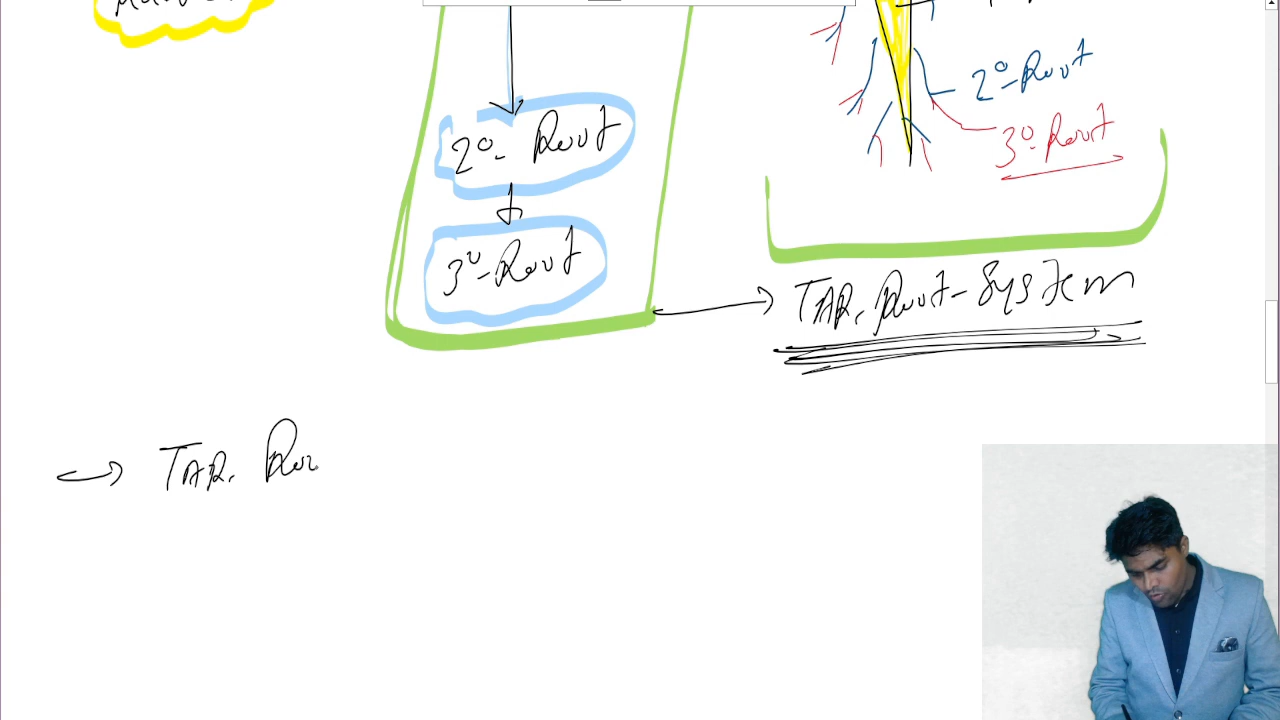 2°- Root
3°-Root
2°-Root
3°-Root
TAP. Root-System
TAP. Roo